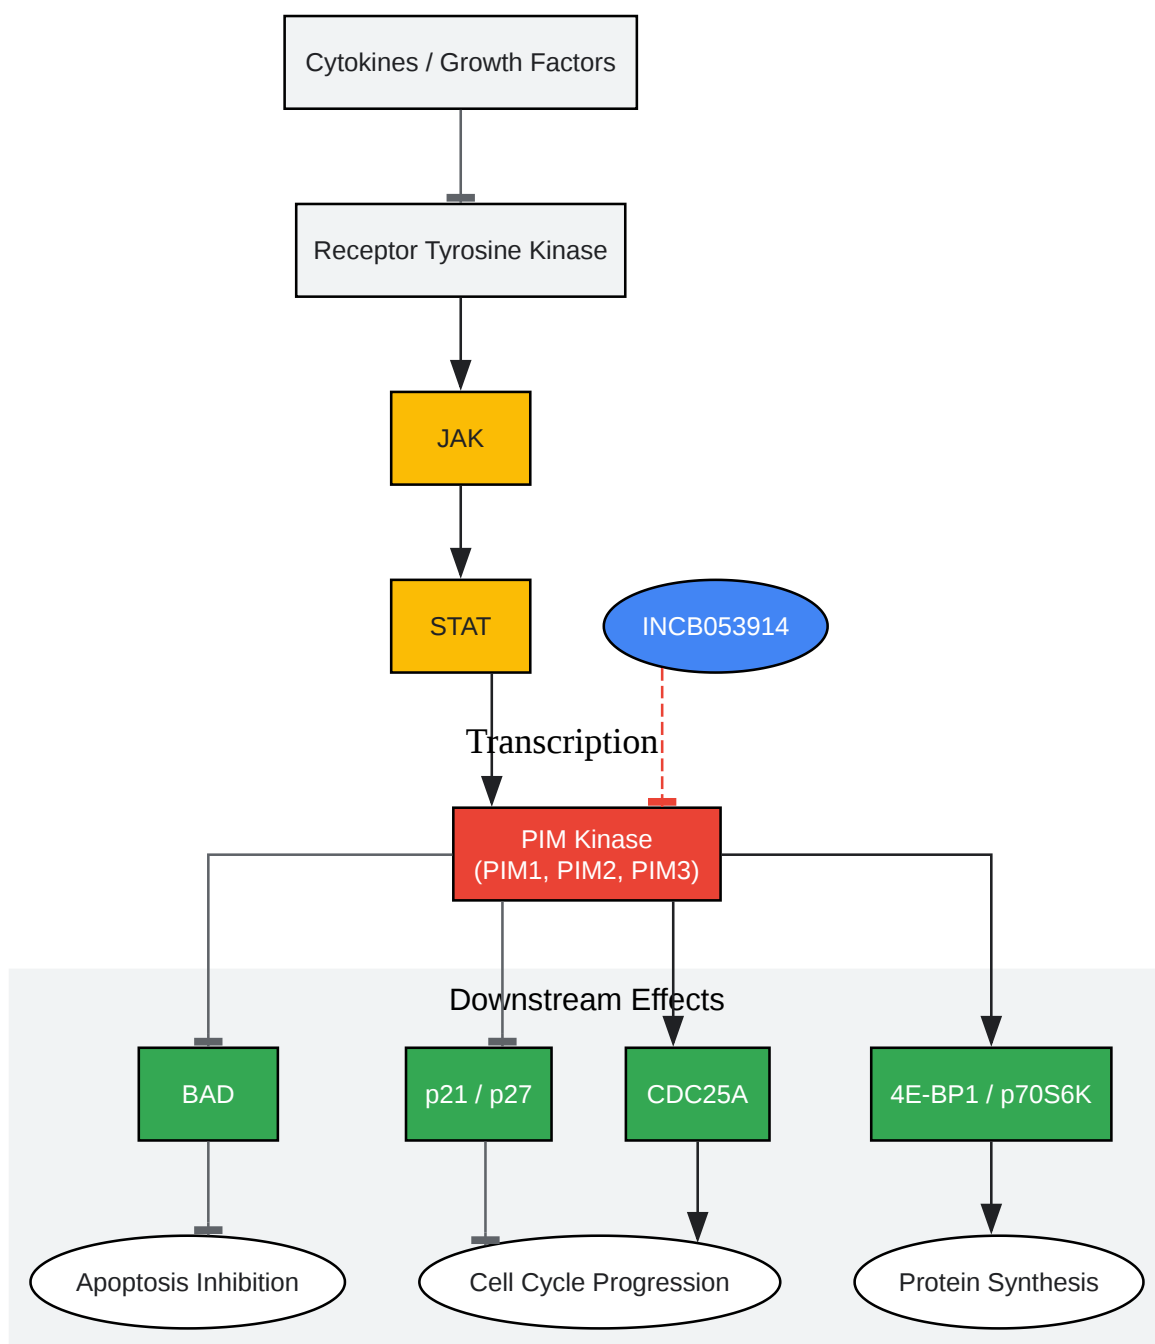 Cytokines / Growth Factors
Receptor Tyrosine Kinase
JAK
STAT
INCB053914
Transcription
PIM Kinase
(PIM1, PIM2, PIM3)
Downstream Effects
BAD
p21 / p27
CDC25A
4E-BP1 / p70S6K
Apoptosis Inhibition
Cell Cycle Progression
Protein Synthesis